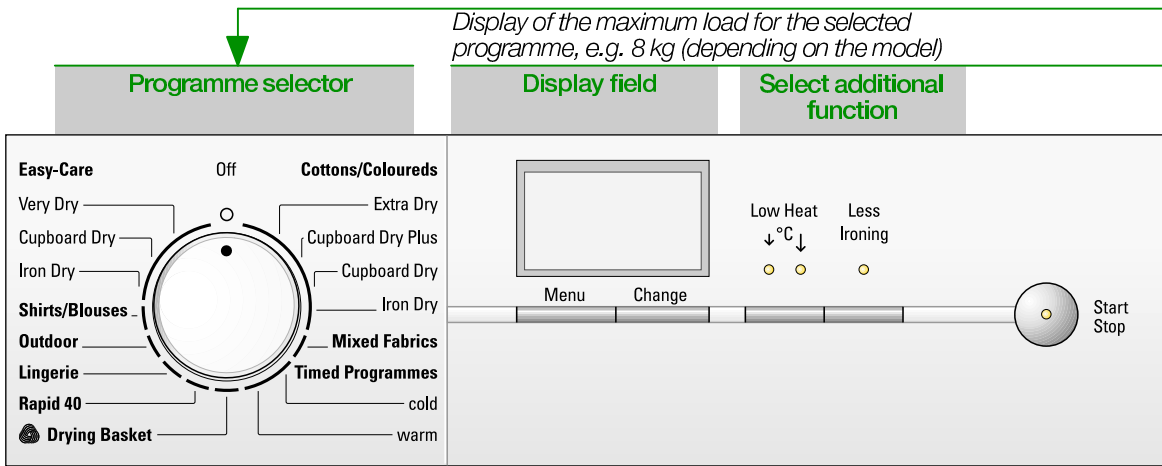 Display of the maximum load for the selected
programme, e.g. 8 kg (depending on the model)
Programme selector
Display field
Select additional
function
Easy-Care
Off
Cottons/Coloureds
Very Dry
Extra Dry
Cupboard Dry
Cupboard Dry Plus
Iron Dry
Cupboard Dry
Shirts/Blouses
Iron Dry
Outdoor
Mixed Fabrics
Lingerie
Timed Programmes
Rapid 40
cold
Drying Basket
warm
Low Heat
↓°C ↓
Less
Ironing
Menu
Change
Start
Stop